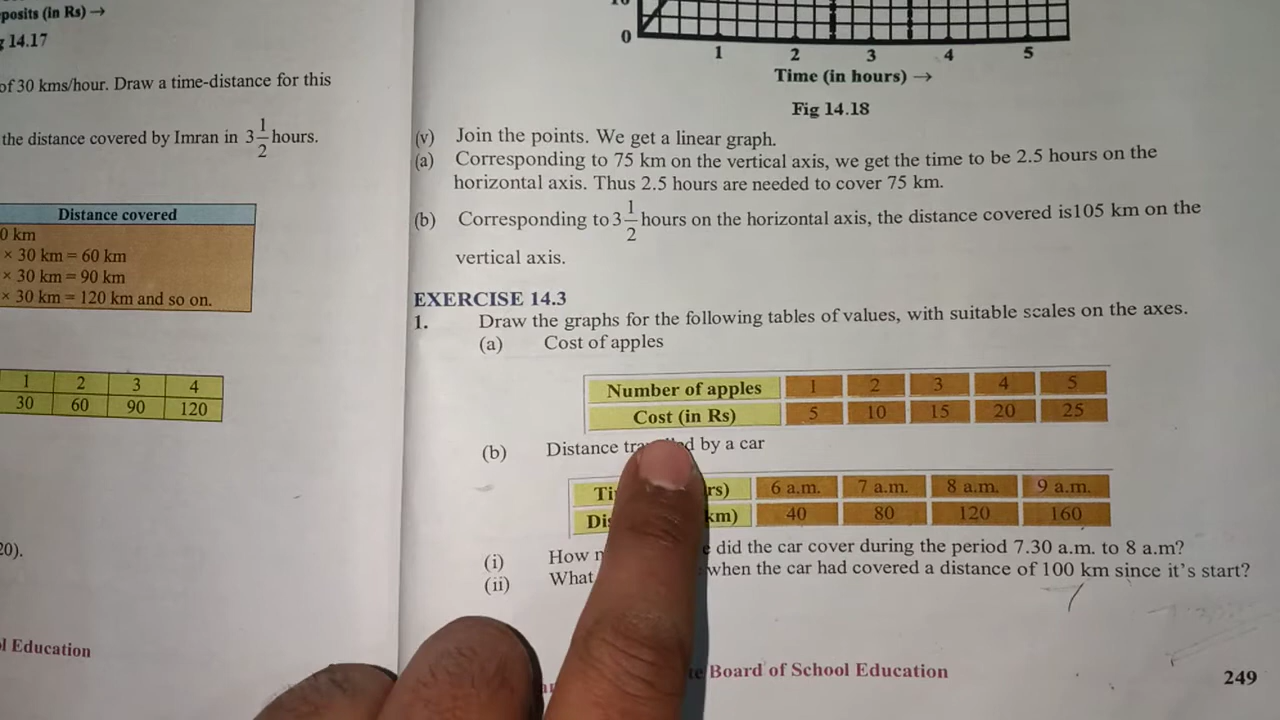 posits (in Rs) →
14.17
of 30 kms/hour. Draw a time-distance for this
the distance covered by Imran in 3 1/2 hours.
Distance covered
0 km
× 30 km = 60 km
× 30 km = 90 km
× 30 km = 120 km and so on.
1 2 3 4
30 60 90 120
20).
l Education
0
1 2 3 4 5
Time (in hours) →
Fig 14.18
(v) Join the points. We get a linear graph.
(a) Corresponding to 75 km on the vertical axis, we get the time to be 2.5 hours on the
horizontal axis. Thus 2.5 hours are needed to cover 75 km.
(b) Corresponding to 3 1/2 hours on the horizontal axis, the distance covered is105 km on the
vertical axis.
EXERCISE 14.3
1. Draw the graphs for the following tables of values, with suitable scales on the axes.
(a) Cost of apples
Number of apples 1 2 3 4 5
Cost (in Rs) 5 10 15 20 25
(b) Distance by a car
6 a.m. 7 a.m. 8 a.m. 9 a.m.
km) 40 80 120 160
(i) How did the car cover during the period 7.30 a.m. to 8 a.m?
(ii) What when the car had covered a distance of 100 km since it's start?
Board of School Education
249